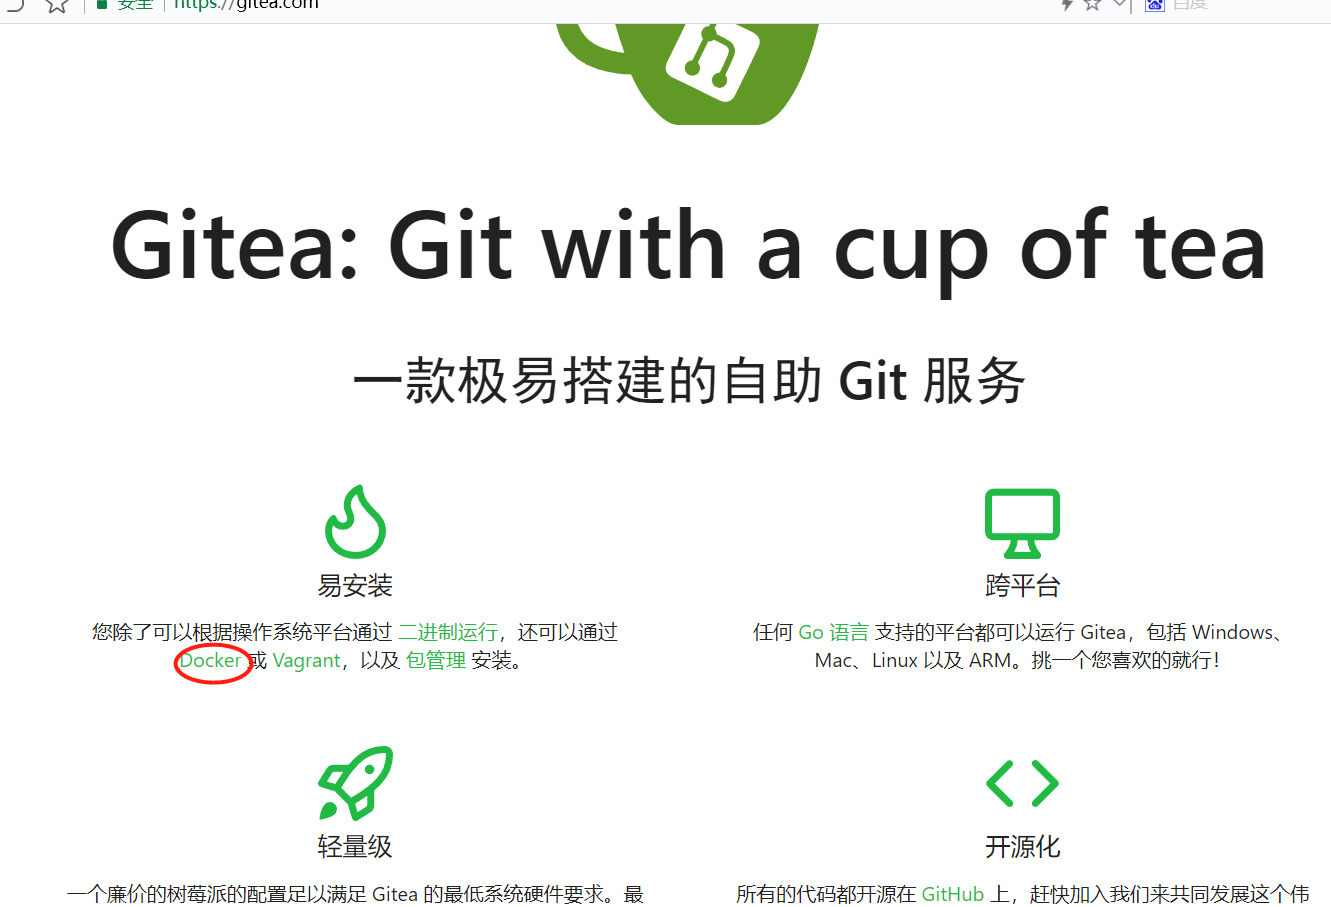 安全 https://gitea.com 百度
Gitea: Git with a cup of tea
一款极易搭建的自助 Git 服务
易安装
您除了可以根据操作系统平台通过 二进制运行，还可以通过
Docker 或 Vagrant，以及 包管理 安装。
跨平台
任何 Go 语言 支持的平台都可以运行 Gitea，包括 Windows、
Mac、Linux 以及 ARM。挑一个您喜欢的就行！
轻量级
一个廉价的树莓派的配置足以满足 Gitea 的最低系统硬件要求。最
开源化
所有的代码都开源在 GitHub 上，赶快加入我们来共同发展这个伟